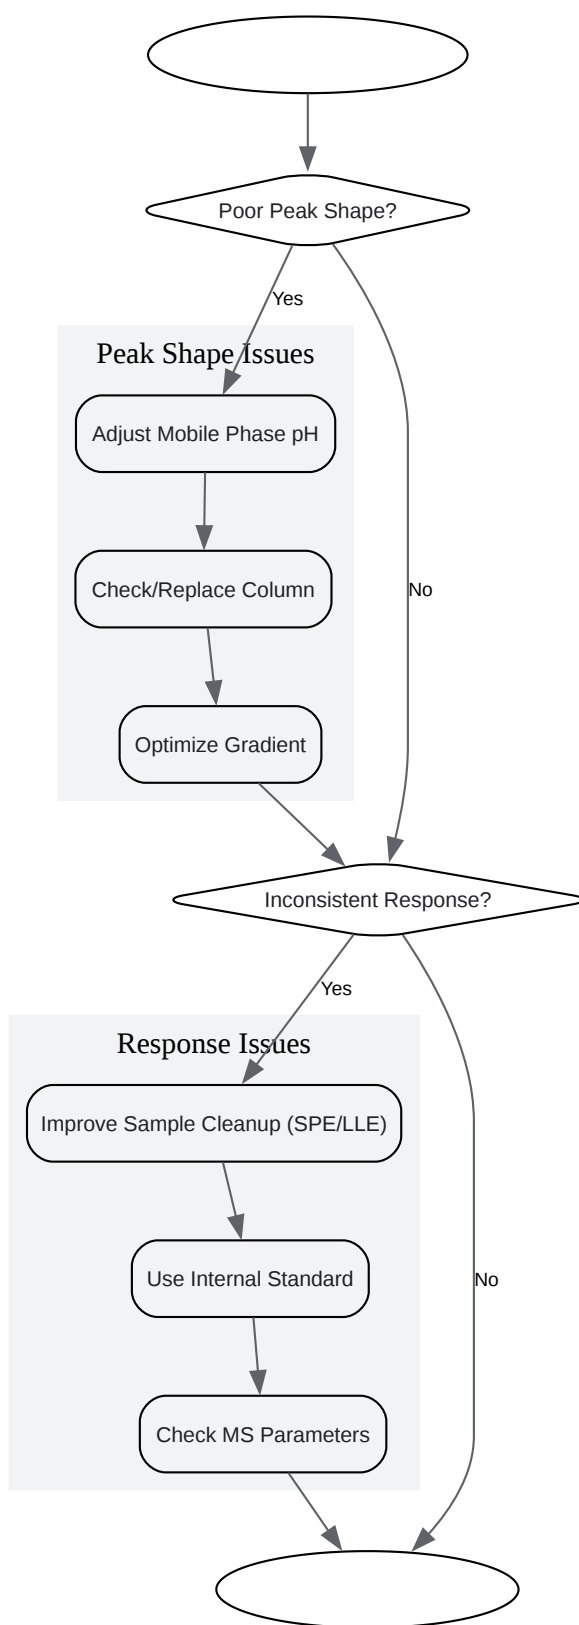 Poor Peak Shape?
Yes
Peak Shape Issues
Adjust Mobile Phase pH
Check/Replace Column
No
Optimize Gradient
Inconsistent Response?
Yes
Response Issues
Improve Sample Cleanup (SPE/LLE)
Use Internal Standard
No
Check MS Parameters